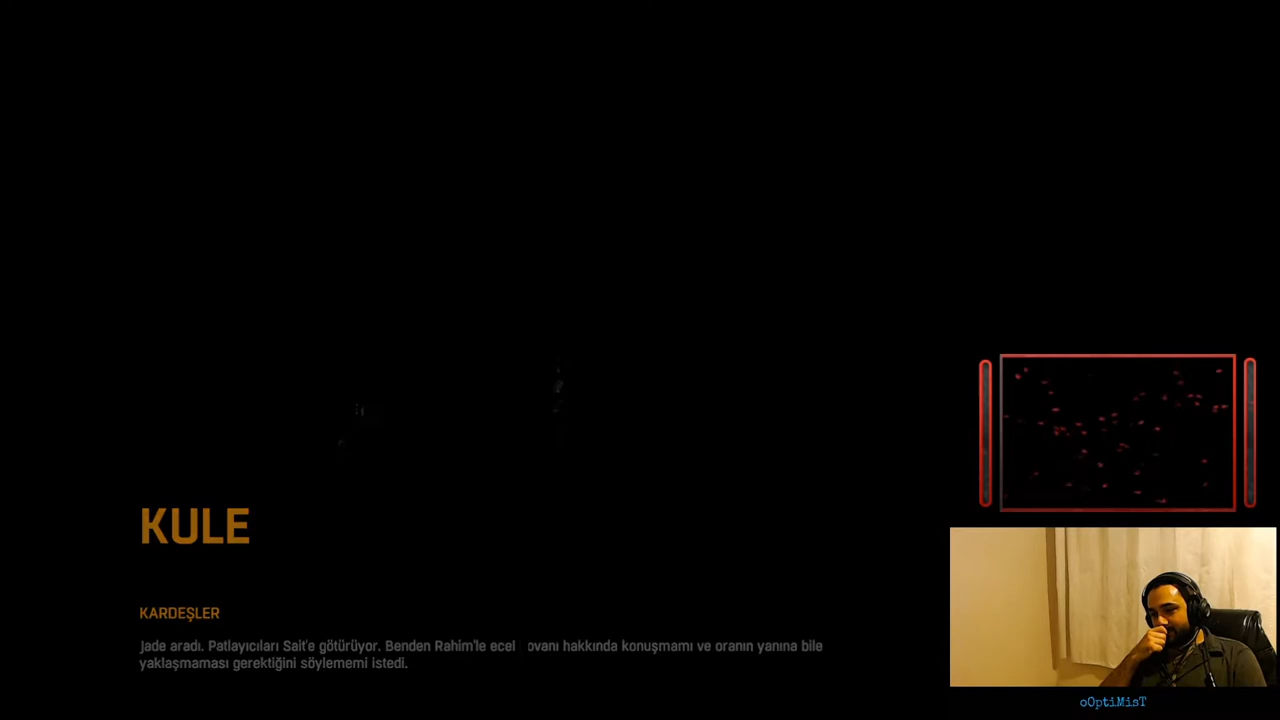 KULE
KARDEŞLER
Jade aradı. Patlayıcıları Sait'e götürüyor. Benden Rahim'le ecel ovanı hakkında konuşmamı ve oranın yanına bile
yaklaşmaması gerektiğini söylememi istedi.
oOptiMisT